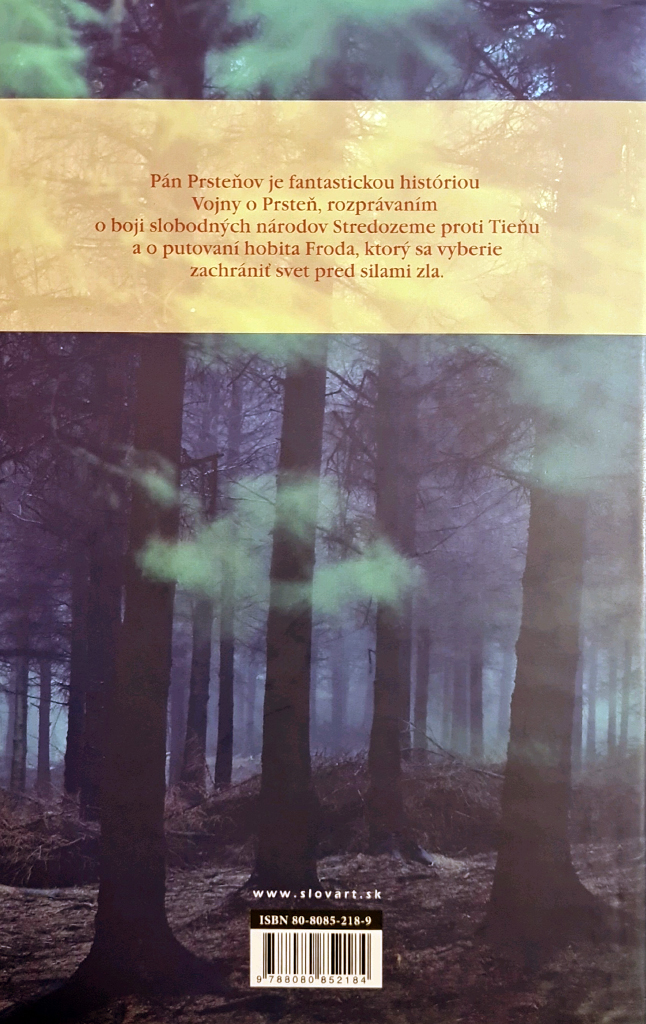 Pán Prsteňov je fantastickou históriou
Vojny o Prsteň, rozprávaním
o boji slobodných národov Stredozeme proti Tieňu
a o putovaní hobita Froda, ktorý sa vyberie
zachrániť svet pred silami zla.
www.slovart.sk
ISBN 80-8085-218-9
9 788080 852184